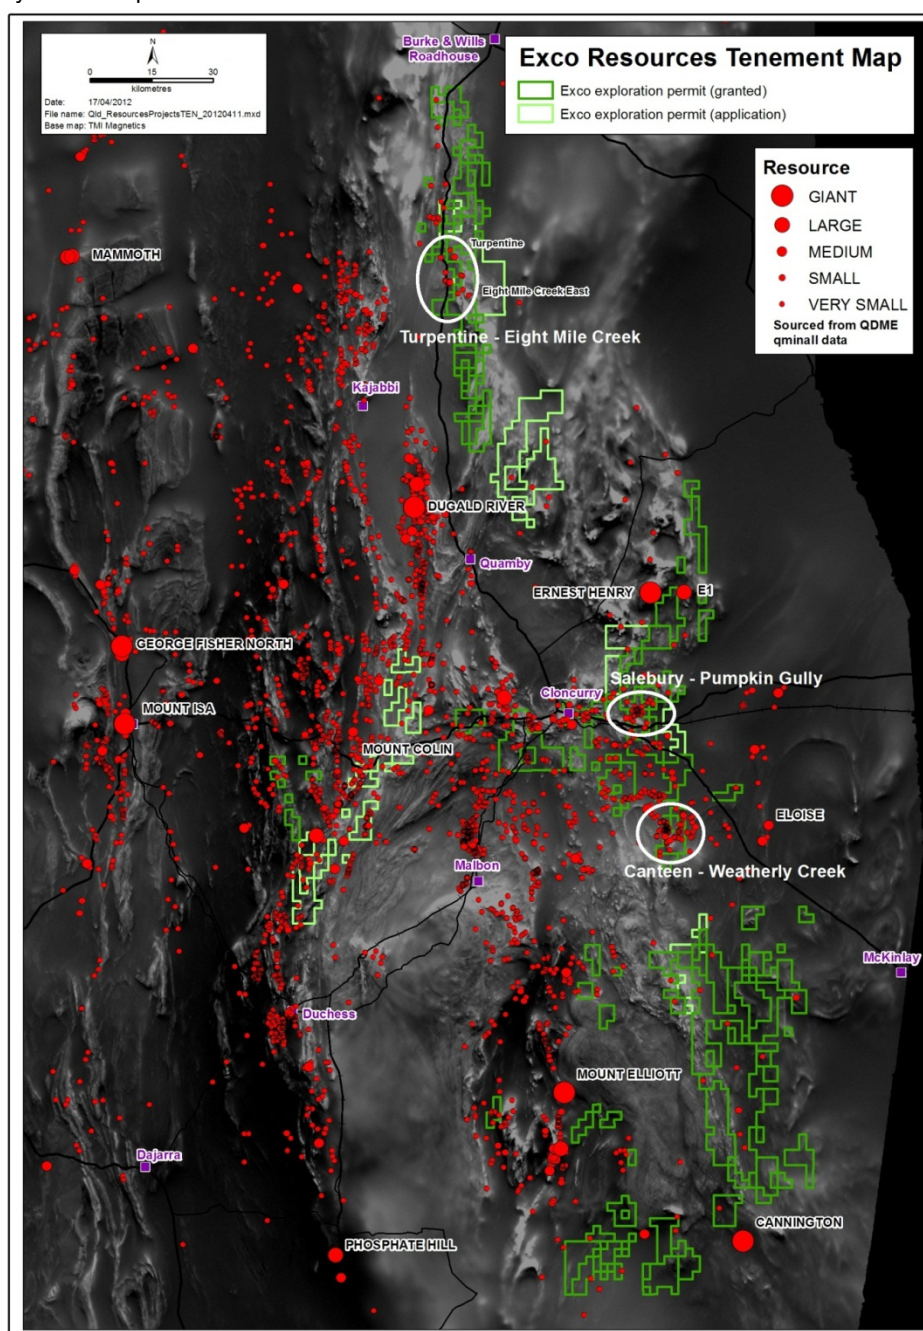 Burke & Wills
Roadhouse
N
0 15 30
kilometres
Date: 17/04/2012
File name: Qld_ResourcesProjectsTEN_20120411.mxd
Base map: TMI Magnetics
Exco Resources Tenement Map
Exco exploration permit (granted)
Exco exploration permit (application)
Resource
GIANT
LARGE
MEDIUM
SMALL
VERY SMALL
Sourced from QDME
qminall data
MAMMOTH
Turpentine
Eight Mile Creek East
Turpentine - Eight Mile Creek
Kajabbi
DUGALD RIVER
Quamby
ERNEST HENRY
E1
GEORGE FISHER NORTH
Salebury - Pumpkin Gully
Cloncurry
MOUNT ISA
MOUNT COLIN
ELOISE
Malbon
Canteen - Weatherly Creek
McKinlay
Duchess
MOUNT ELLIOTT
Dajarra
CANNINGTON
PHOSPHATE HILL